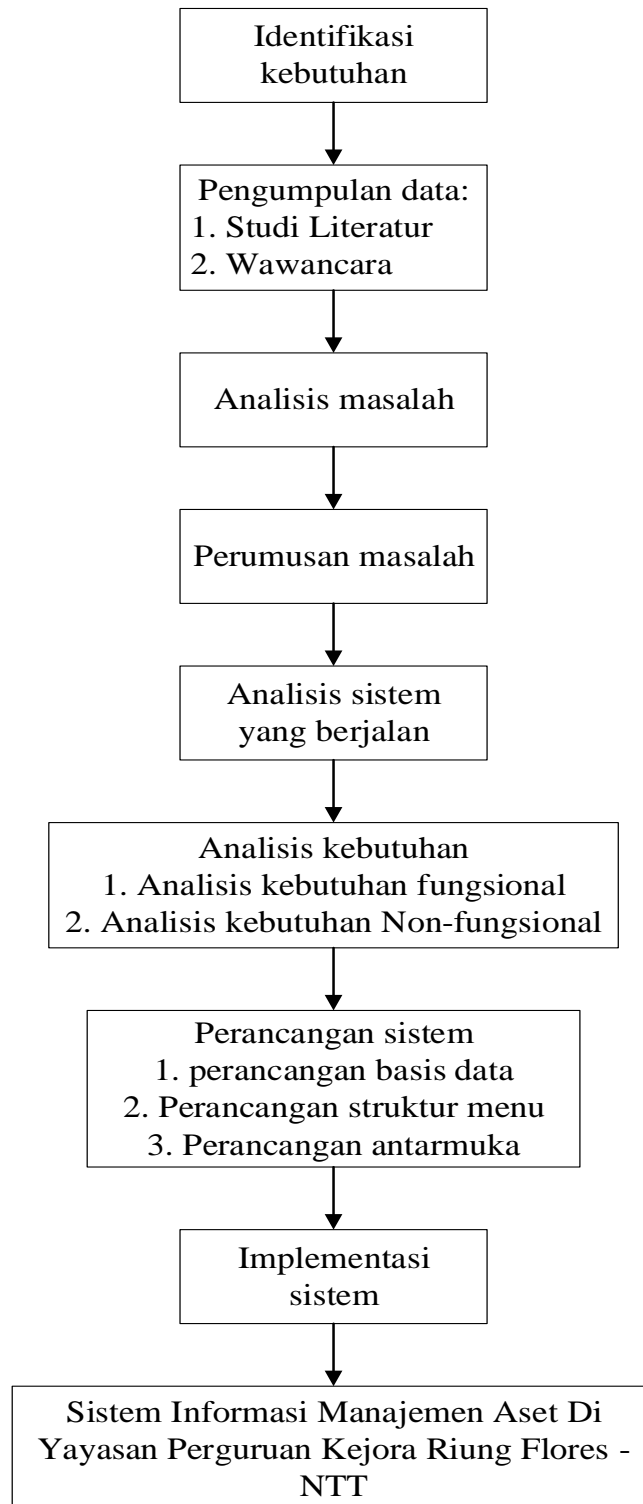 Identifikasi
kebutuhan
Pengumpulan data:
1. Studi Literatur
2. Wawancara
Analisis masalah
Perumusan masalah
Analisis sistem
yang berjalan
Analisis kebutuhan
1. Analisis kebutuhan fungsional
2. Analisis kebutuhan Non-fungsional
Perancangan sistem
1. perancangan basis data
2. Perancangan struktur menu
3. Perancangan antarmuka
Implementasi
sistem
Sistem Informasi Manajemen Aset Di
Yayasan Perguruan Kejora Riung Flores -
NTT